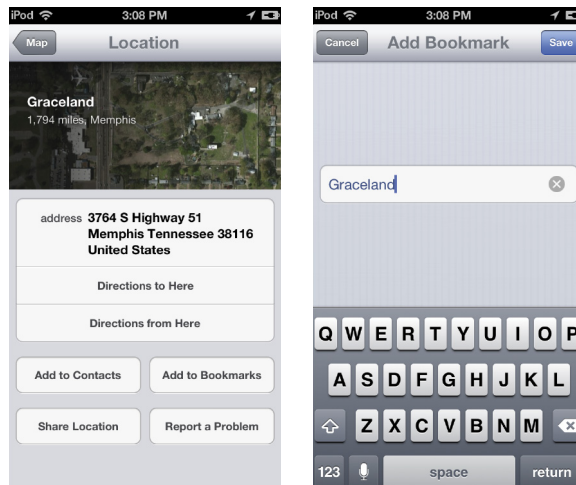 iPod 3:08 PM
Map Location
Graceland
1,794 miles, Memphis
address 3764 S Highway 51
Memphis Tennessee 38116
United States
Directions to Here
Directions from Here
Add to Contacts Add to Bookmarks
Share Location Report a Problem
iPod 3:08 PM
Cancel Add Bookmark Save
Graceland
Q W E R T Y U I O P
A S D F G H J K L
Z X C V B N M
123 space return